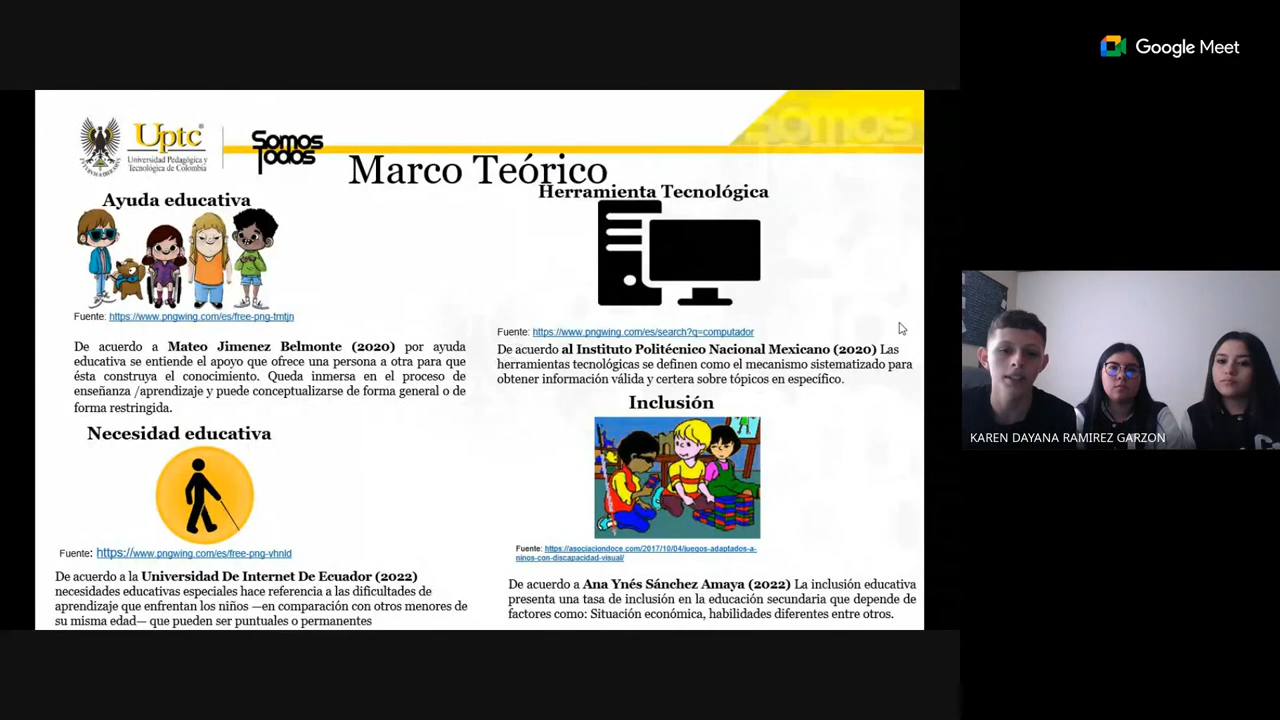 Google Meet
Somos
Uptc
Universidad Pedagógica y
Tecnológica de Colombia
Somos
Todos
Marco Teórico
Ayuda educativa
Fuente: https://www.pngwing.com/es/free-png-tmtjn
De acuerdo a Mateo Jimenez Belmonte (2020) por ayuda
educativa se entiende el apoyo que ofrece una persona a otra para que
ésta construya el conocimiento. Queda inmersa en el proceso de
enseñanza /aprendizaje y puede conceptualizarse de forma general o de
forma restringida.
Necesidad educativa
Fuente: https://www.pngwing.com/es/free-png-vhnld
De acuerdo a la Universidad De Internet De Ecuador (2022)
necesidades educativas especiales hace referencia a las dificultades de
aprendizaje que enfrentan los niños —en comparación con otros menores de
su misma edad— que pueden ser puntuales o permanentes
Herramienta Tecnológica
Fuente: https://www.pngwing.com/es/search?q=computador
De acuerdo al Instituto Politécnico Nacional Mexicano (2020) Las
herramientas tecnológicas se definen como el mecanismo sistematizado para
obtener información válida y certera sobre tópicos en específico.
Inclusión
Fuente: https://asociaciondoce.com/2017/10/04/juegos-adaptados-a-
ninos-con-discapacidad-visual/
De acuerdo a Ana Ynés Sánchez Amaya (2022) La inclusión educativa
presenta una tasa de inclusión en la educación secundaria que depende de
factores como: Situación económica, habilidades diferentes entre otros.
KAREN DAYANA RAMIREZ GARZON